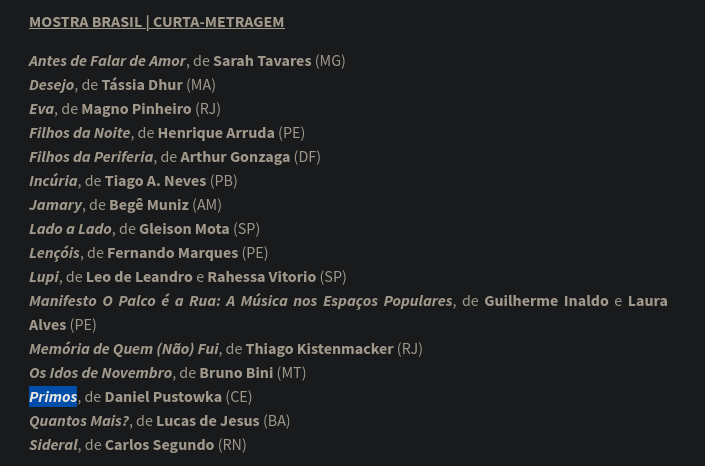 MOSTRA BRASIL | CURTA-METRAGEM
Antes de Falar de Amor, de Sarah Tavares (MG)
Desejo, de Tássia Dhur (MA)
Eva, de Magno Pinheiro (RJ)
Filhos da Noite, de Henrique Arruda (PE)
Filhos da Periferia, de Arthur Gonzaga (DF)
Incúria, de Tiago A. Neves (PB)
Jamary, de Begê Muniz (AM)
Lado a Lado, de Gleison Mota (SP)
Lençóis, de Fernando Marques (PE)
Lupi, de Leo de Leandro e Rahessa Vitorio (SP)
Manifesto O Palco é a Rua: A Música nos Espaços Populares, de Guilherme Inaldo e Laura
Alves (PE)
Memória de Quem (Não) Fui, de Thiago Kistenmacker (RJ)
Os Idos de Novembro, de Bruno Bini (MT)
Primos, de Daniel Pustowka (CE)
Quantos Mais?, de Lucas de Jesus (BA)
Sideral, de Carlos Segundo (RN)